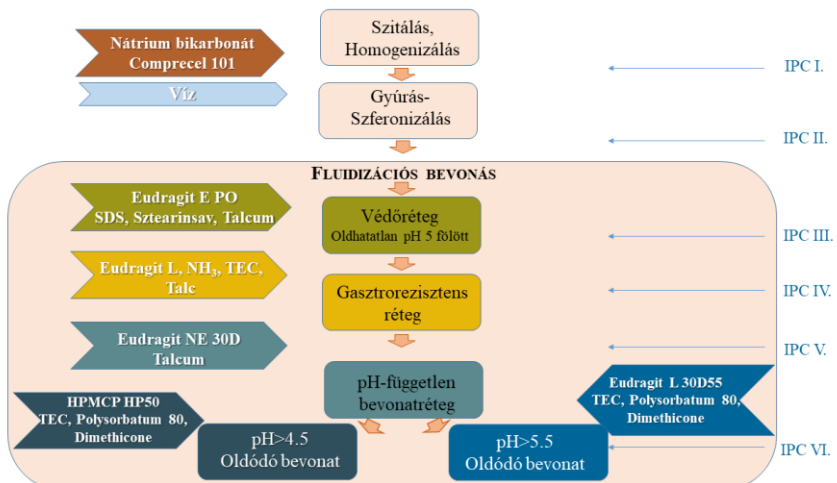 Szitálás,
Homogenizálás
Nátrium bikarbonát
Comprecel 101
IPC I.
Víz
Gyúrás-
Szferonizálás
IPC II.
FLUIDIZÁCIÓS BEVONÁS
Eudragit E PO
SDS, Sztearinsav, Talcum
Védőréteg
Oldhatatlan pH 5 fölött
IPC III.
Eudragit L, NH₃, TEC,
Talc
Gasztrorezisztens
réteg
IPC IV.
Eudragit NE 30D
Talcum
IPC V.
pH-független
bevonatréteg
HPMCP HP50
TEC, Polysorbatum 80,
Dimethicone
Eudragit L 30D55
TEC, Polysorbatum 80,
Dimethicone
pH>4.5
Oldódó bevonat
pH>5.5
Oldódó bevonat
IPC VI.